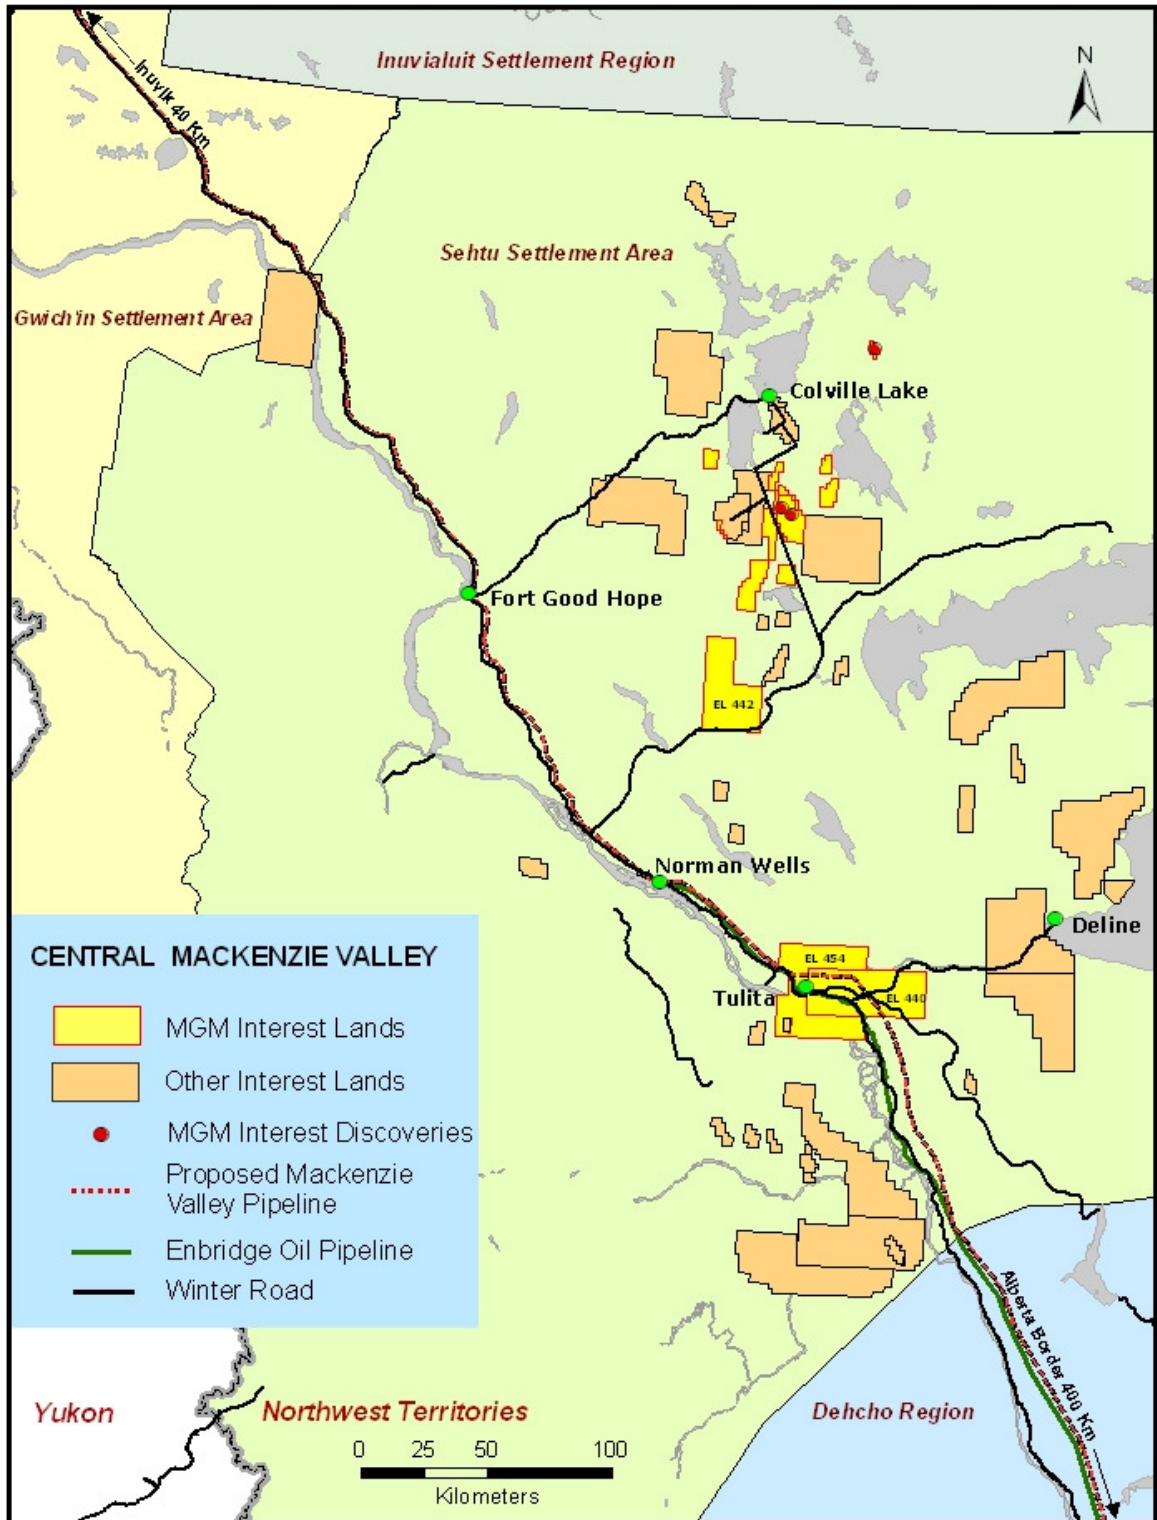 Inuvialuit Settlement Region
N
Inuvik 40 Km
Sehtu Settlement Area
Gwich'in Settlement Area
Colville Lake
Fort Good Hope
EL 442
Norman Wells
Deline
EL 454
Tulita
EL 440
CENTRAL MACKENZIE VALLEY
MGM Interest Lands
Other Interest Lands
MGM Interest Discoveries
Proposed Mackenzie
Valley Pipeline
Enbridge Oil Pipeline
Winter Road
Alberta Border 400 Km
Yukon
Northwest Territories
Dehcho Region
0 25 50 100
Kilometers